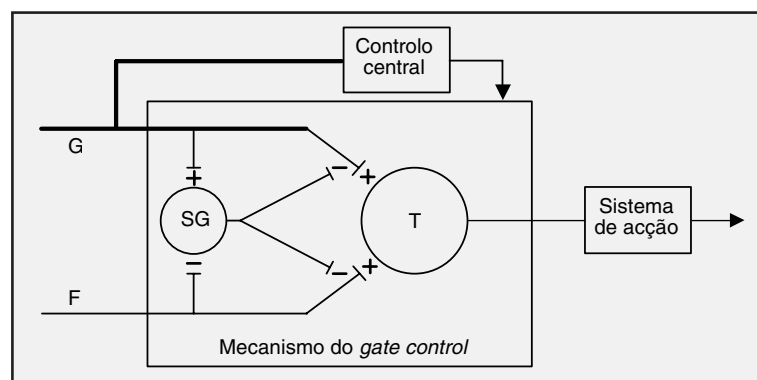 Controlo
central
G
+
− +
SG
T
Sistema
de acção
−
− +
F
Mecanismo do gate control